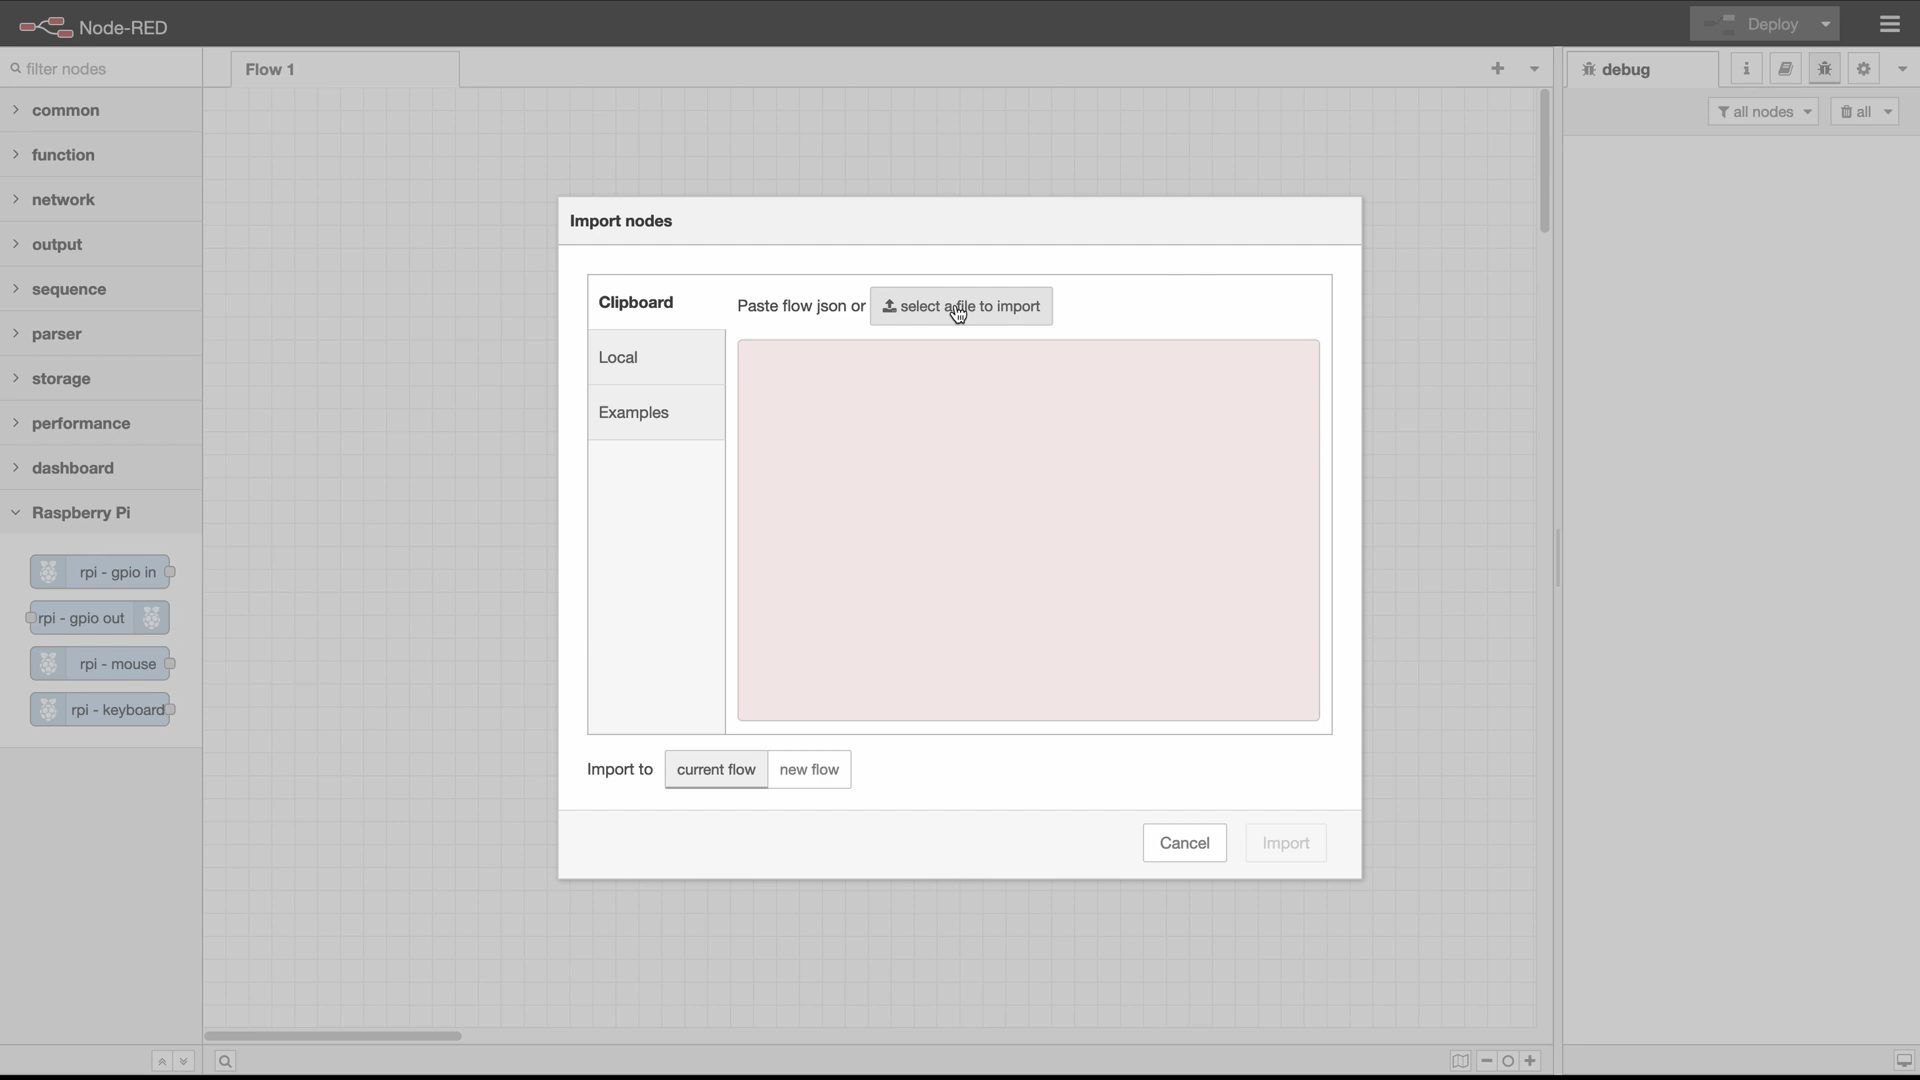 Node-RED
Deploy
filter nodes
Flow 1
debug
i
all nodes
all
common
function
network
output
sequence
parser
storage
performance
dashboard
Raspberry Pi
rpi - gpio in
rpi - gpio out
rpi - mouse
rpi - keyboard
Import nodes
Clipboard
Paste flow json or
select a file to import
Local
Examples
Import to
current flow
new flow
Cancel
Import